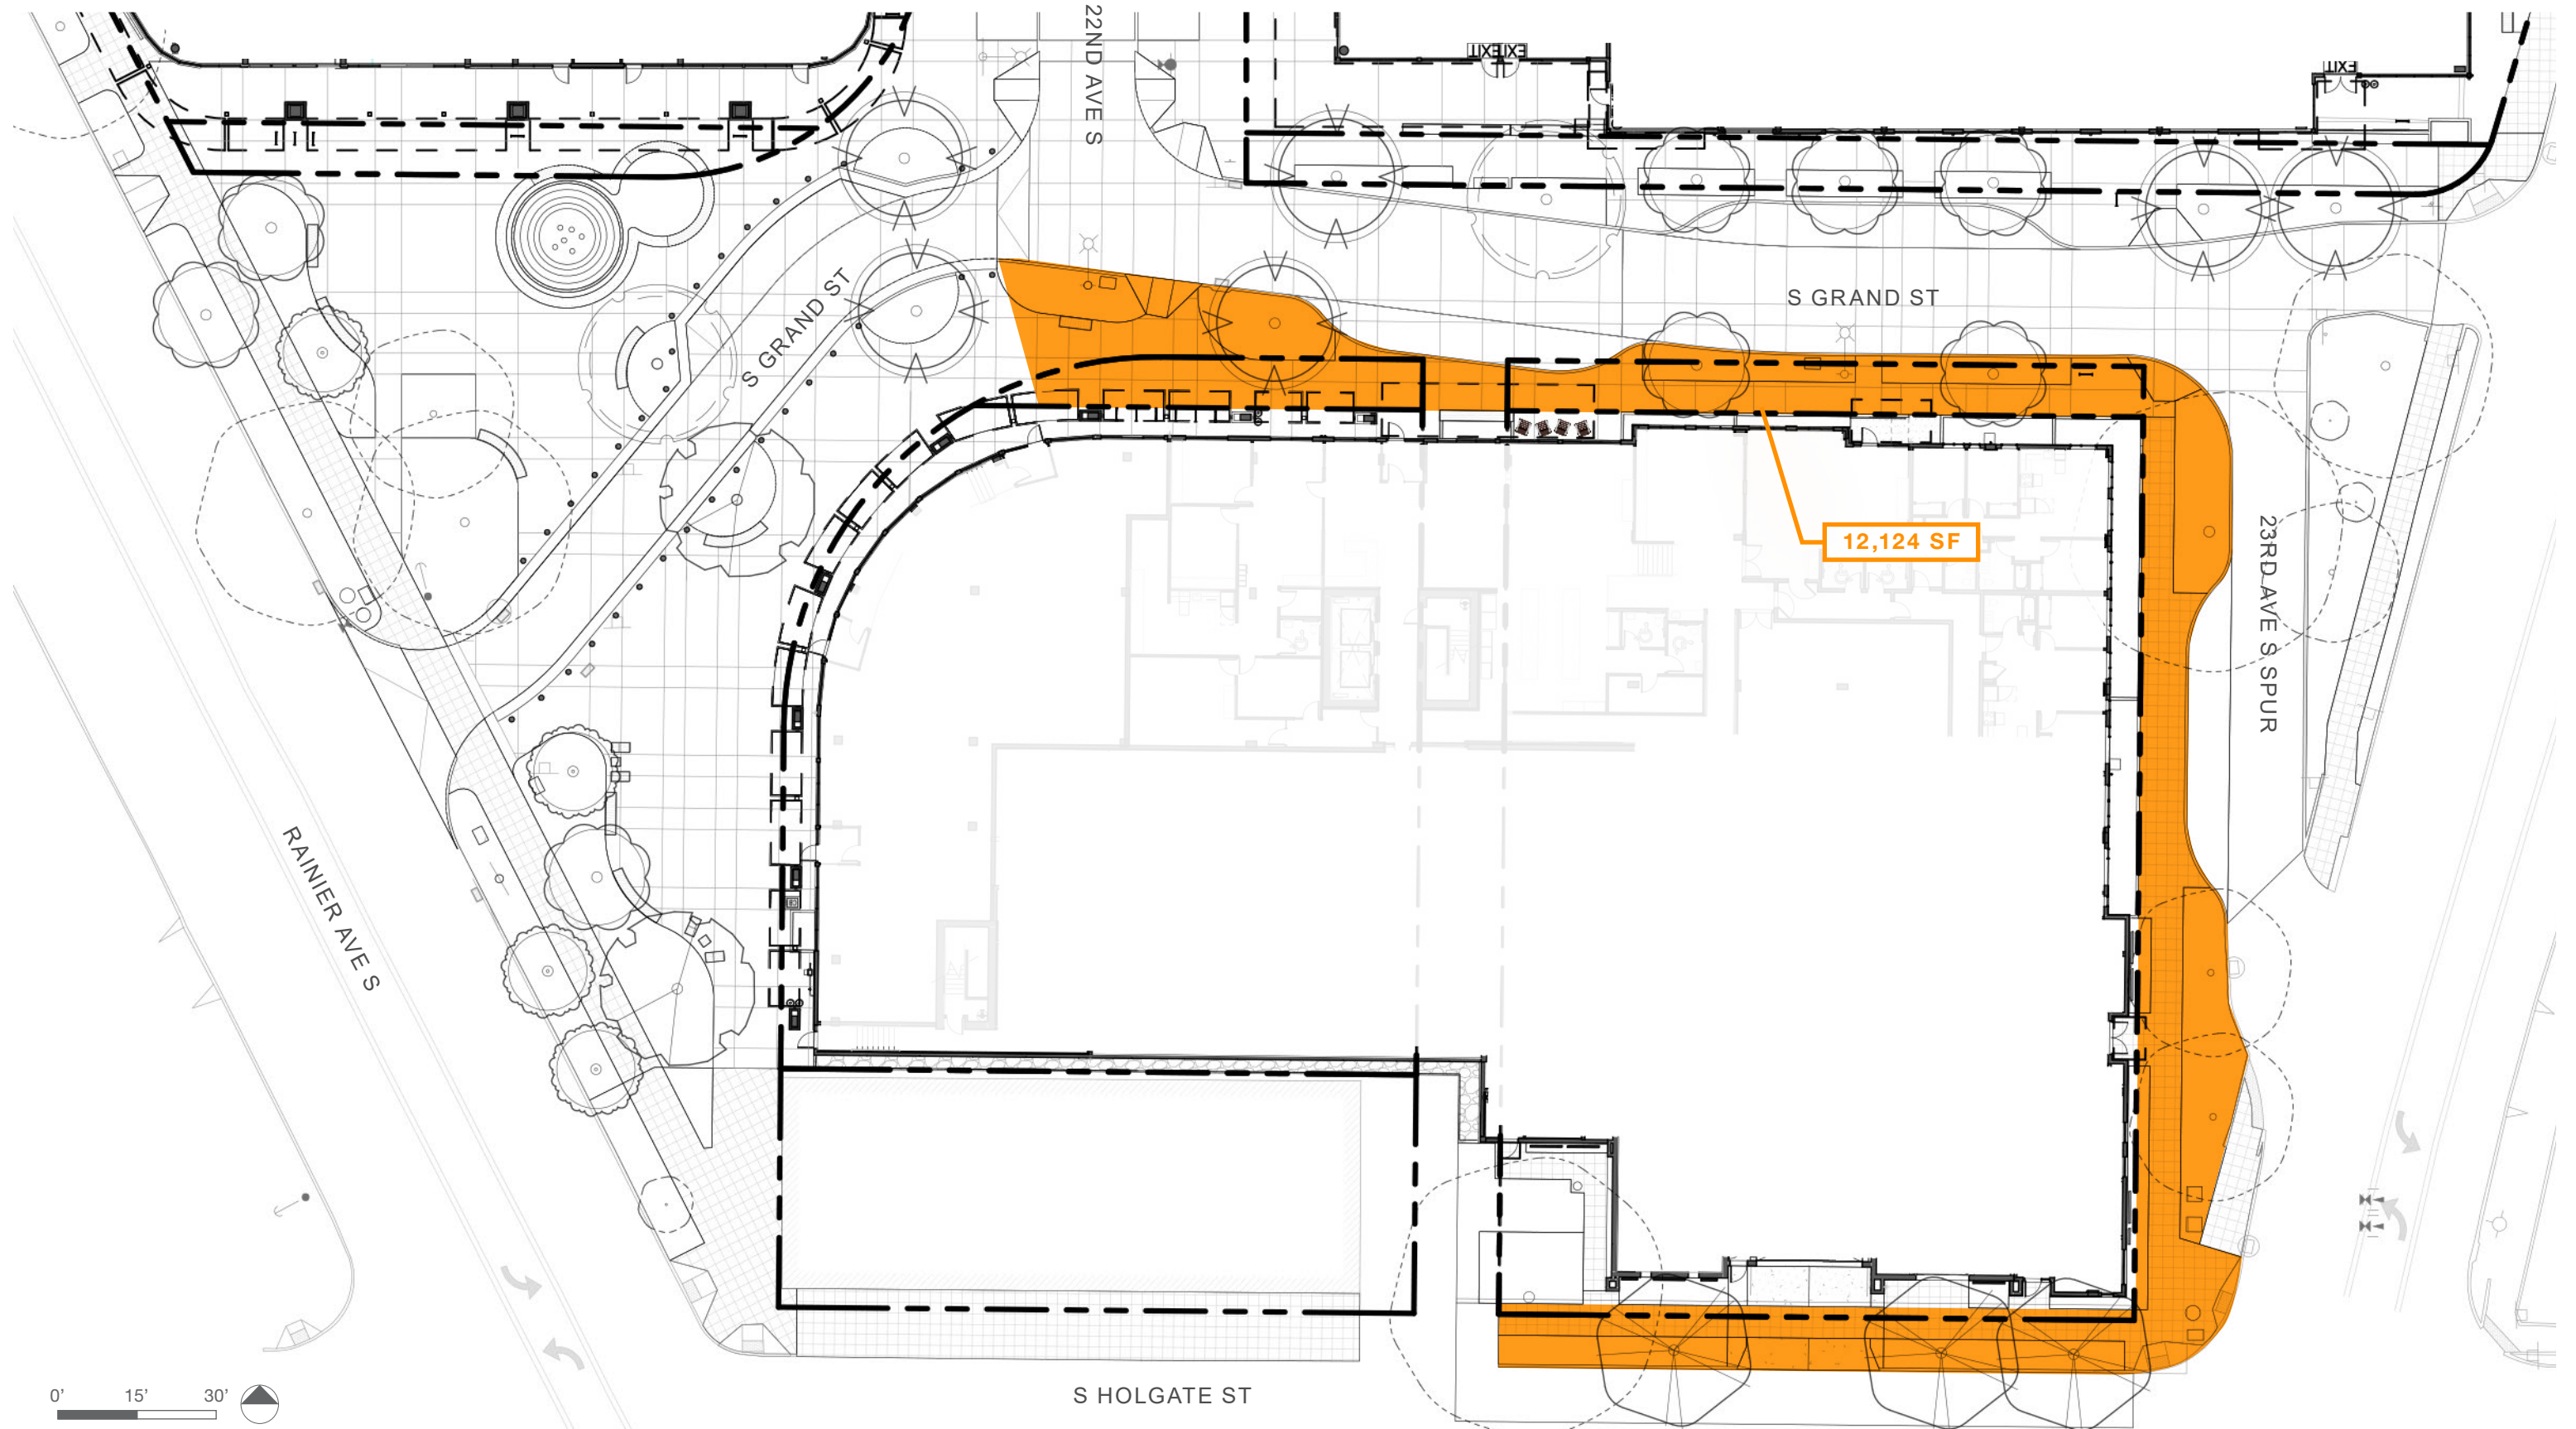 22ND AVE S
EXIT
EXIT
EXIT
S GRAND ST
S GRAND ST
12,124 SF
23RD AVE S SPUR
RAINIER AVE S
S HOLGATE ST
0' 15' 30'